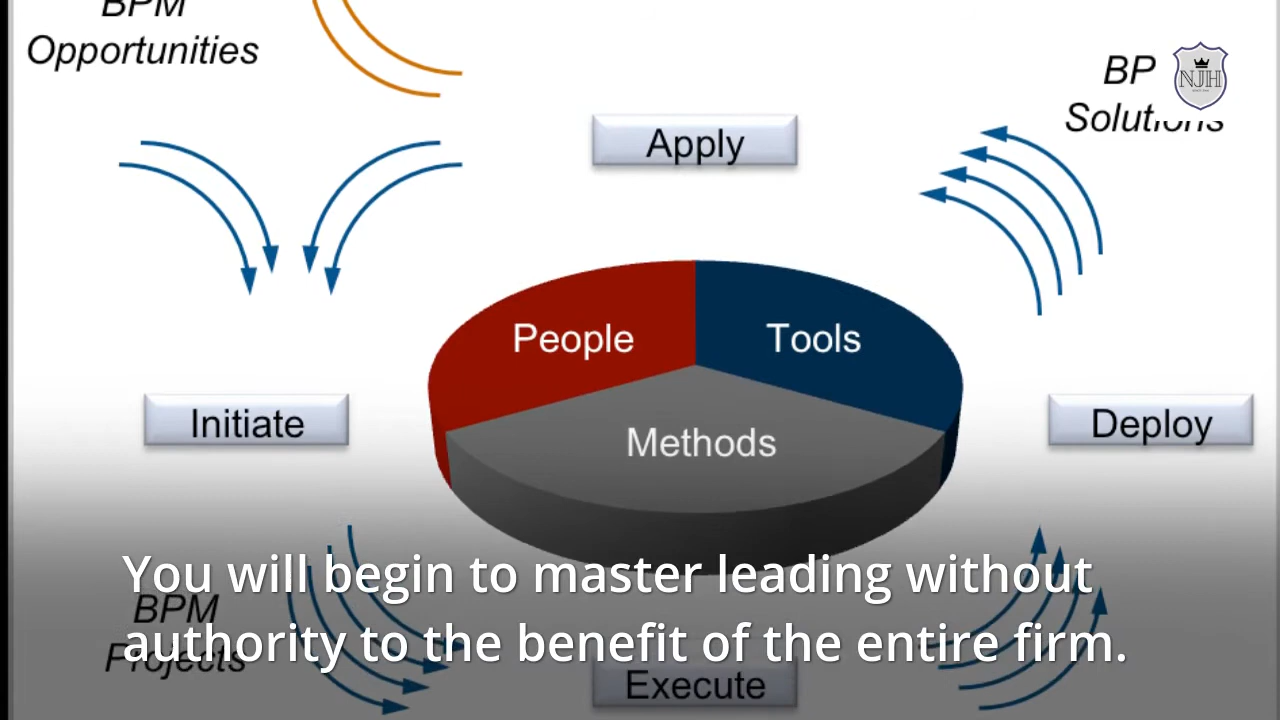 BPM
Opportunities
BP
Solutions
NJH
Apply
People
Tools
Methods
Initiate
Deploy
You will begin to master leading without
authority to the benefit of the entire firm.
BPM
Projects
Execute